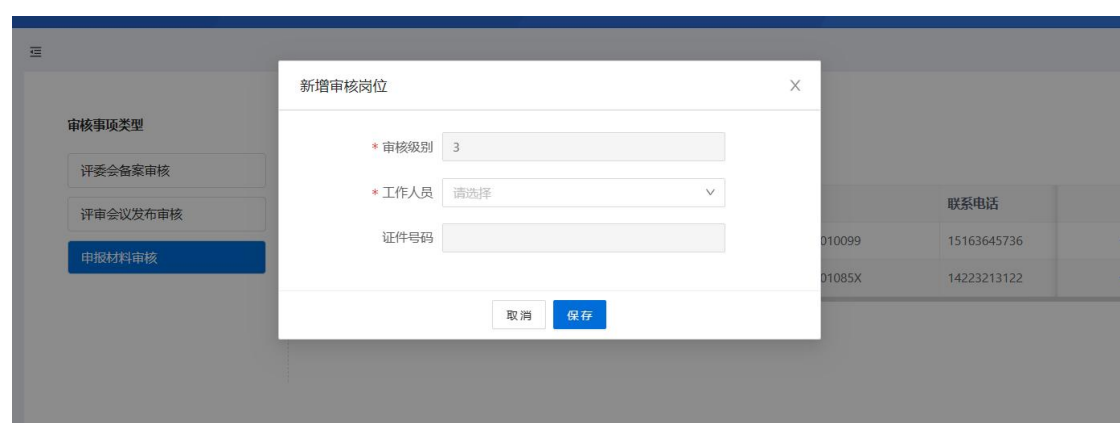 新增审核岗位
审核事项类型
* 审核级别 3
评委会备案审核
* 工作人员 请选择
评审会议发布审核
联系电话
证件号码
010099 15163645736
申报材料审核
01085X 14223213122
取消 保存